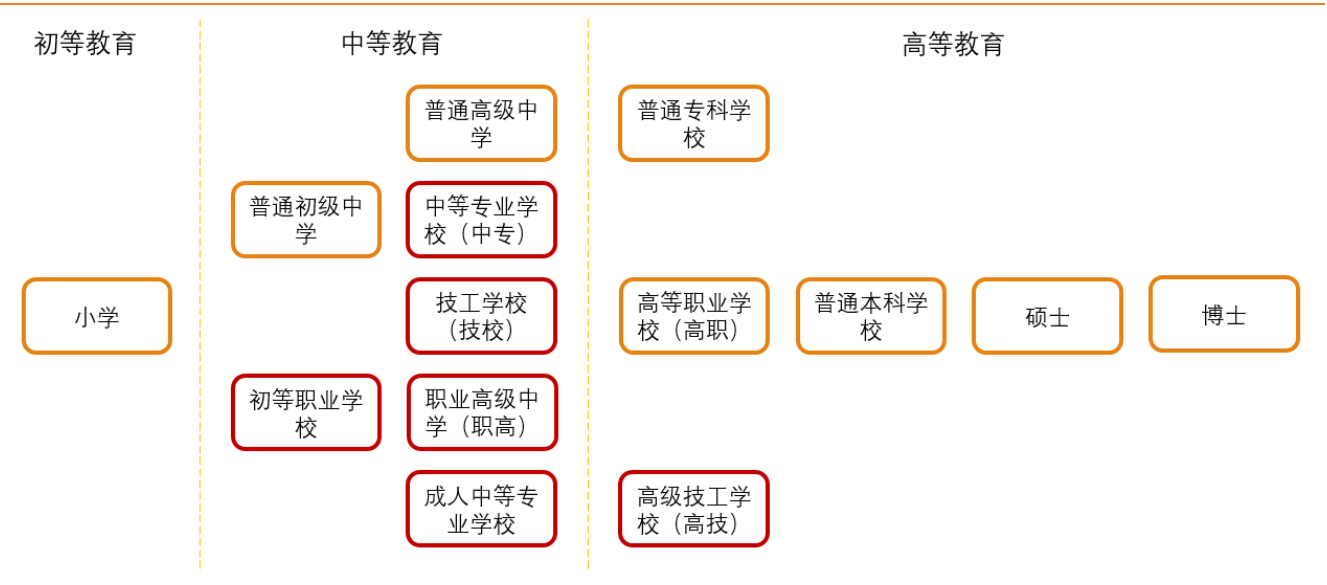 初等教育
中等教育
高等教育
普通高级中
学
普通专科学
校
普通初级中
学
中等专业学
校（中专）
小学
技工学校
（技校）
高等职业学
校（高职）
普通本科学
校
硕士
博士
初等职业学
校
职业高级中
学（职高）
成人中等专
业学校
高级技工学
校（高技）